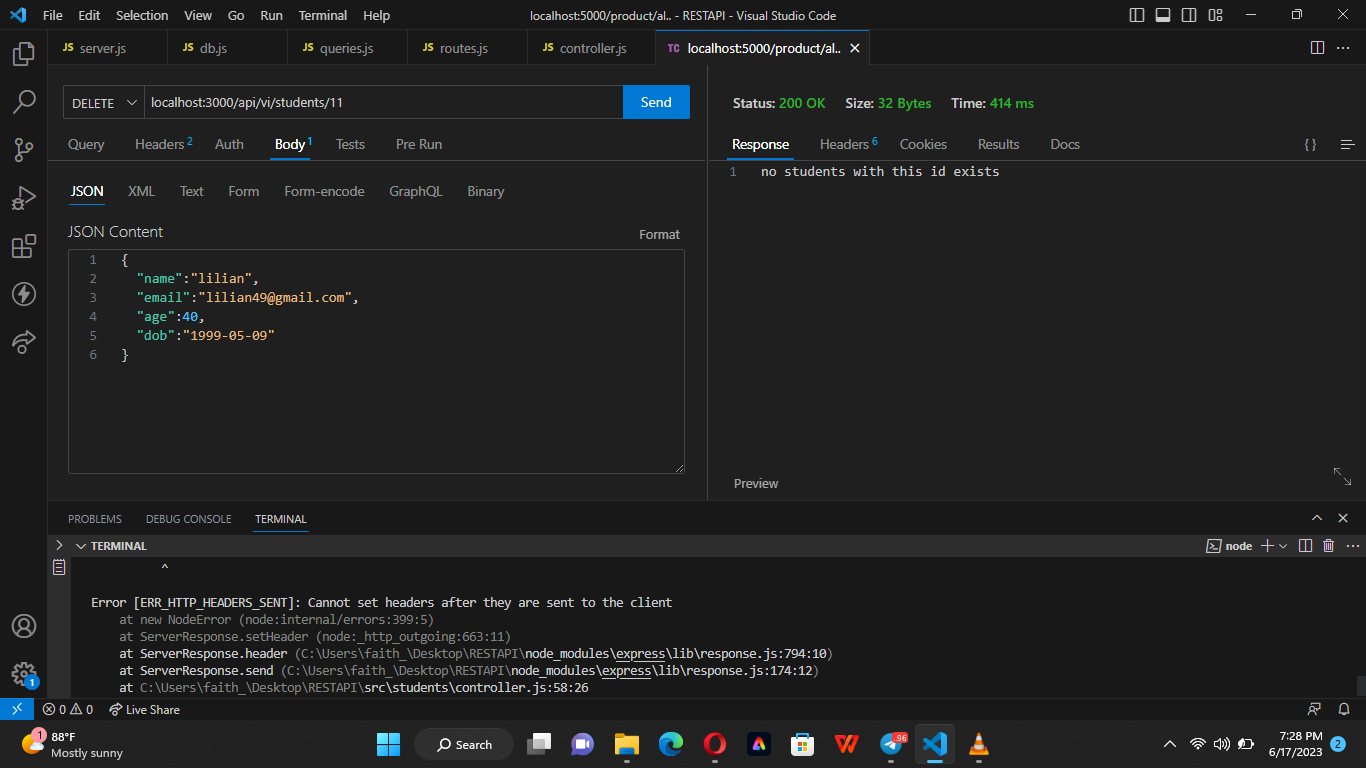 File Edit Selection View Go Run Terminal Help
localhost:5000/product/al.. - RESTAPI - Visual Studio Code
JS server.js
JS db.js
JS queries.js
JS routes.js
JS controller.js
TC localhost:5000/product/al..
DELETE localhost:3000/api/vi/students/11 Send
Query Headers 2 Auth Body 1 Tests Pre Run
JSON XML Text Form Form-encode GraphQL Binary
JSON Content
Format
1 {
2 "name":"lilian",
3 "email":"lilian49@gmail.com",
4 "age":40,
5 "dob":"1999-05-09"
6 }
Status: 200 OK Size: 32 Bytes Time: 414 ms
Response Headers 6 Cookies Results Docs { }
1 no students with this id exists
Preview
PROBLEMS DEBUG CONSOLE TERMINAL
TERMINAL
node
^
Error [ERR_HTTP_HEADERS_SENT]: Cannot set headers after they are sent to the client
at new NodeError (node:internal/errors:399:5)
at ServerResponse.setHeader (node:_http_outgoing:663:11)
at ServerResponse.header (C:\Users\faith_\Desktop\RESTAPI\node_modules\express\lib\response.js:794:10)
at ServerResponse.send (C:\Users\faith_\Desktop\RESTAPI\node_modules\express\lib\response.js:174:12)
at C:\Users\faith_\Desktop\RESTAPI\src\students\controller.js:58:26
1
0 0 Live Share
1
88°F
Mostly sunny
Search
96
7:28 PM
6/17/2023
2